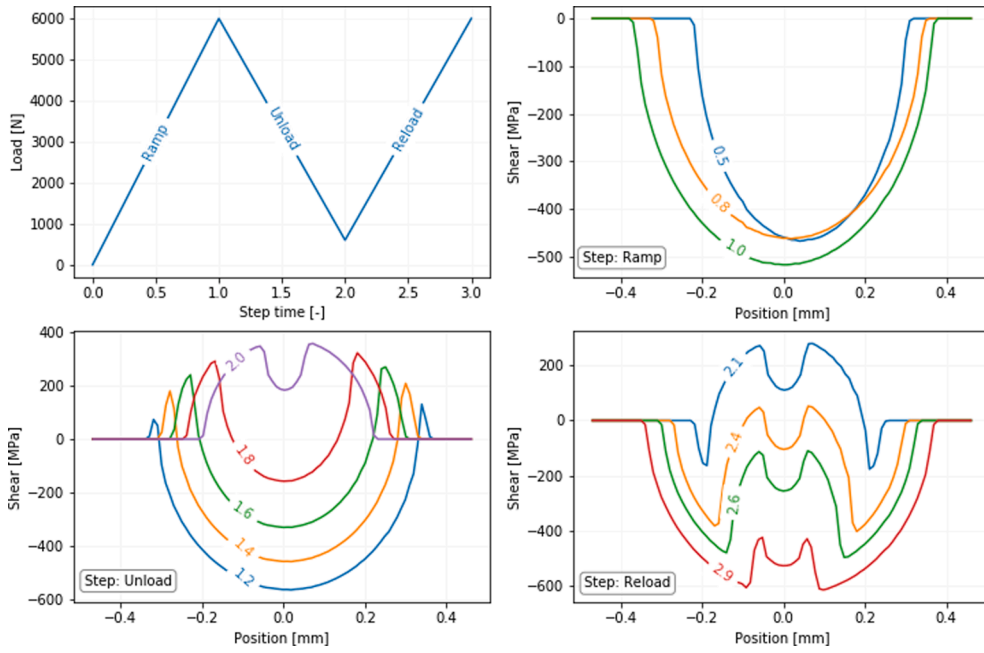 6000
5000
4000
3000
2000
1000
0
Load [N]
Ramp
Unload
Reload
0.0 0.5 1.0 1.5 2.0 2.5 3.0
Step time [-]
0
−100
−200
−300
−400
−500
Shear [MPa]
0.5
0.8
1.0
Step: Ramp
−0.4 −0.2 0.0 0.2 0.4
Position [mm]
400
200
0
−200
−400
−600
Shear [MPa]
2.0
1.8
1.6
1.4
1.2
Step: Unload
−0.4 −0.2 0.0 0.2 0.4
Position [mm]
200
0
−200
−400
−600
Shear [MPa]
2.1
2.4
2.6
2.9
Step: Reload
−0.4 −0.2 0.0 0.2 0.4
Position [mm]